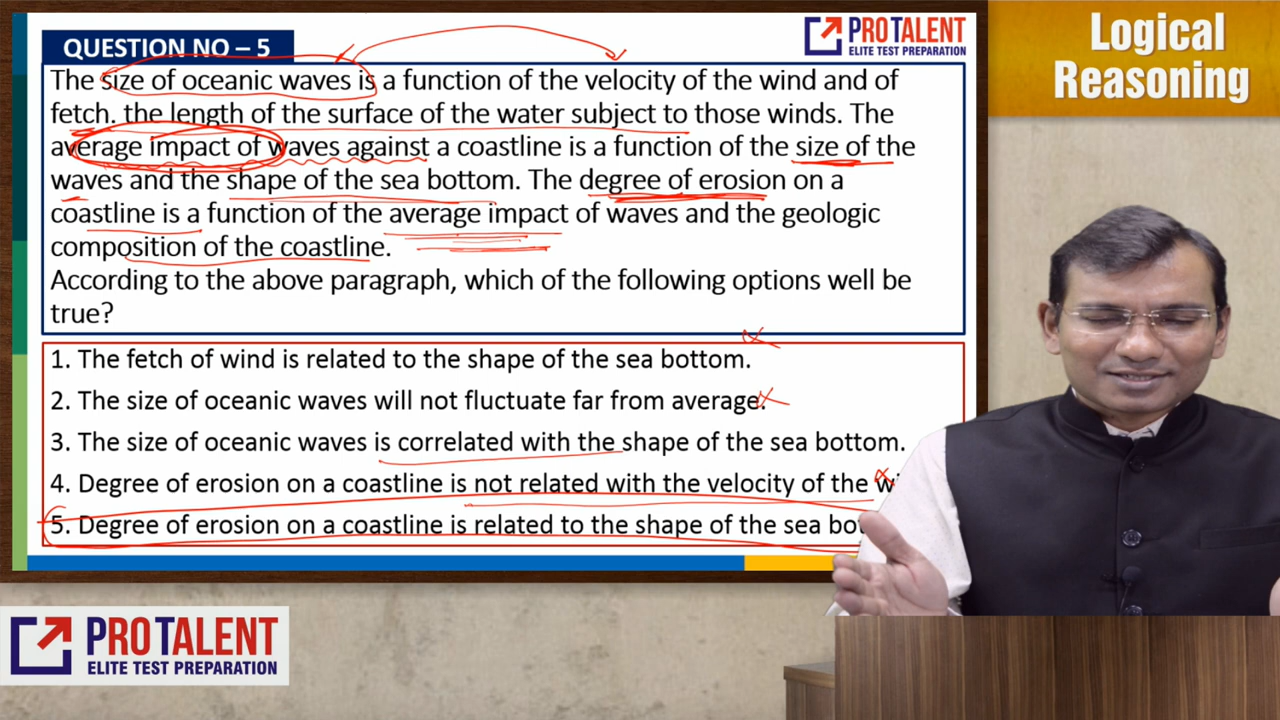 QUESTION NO – 5
PROTALENT
ELITE TEST PREPARATION
Logical
Reasoning
The size of oceanic waves is a function of the velocity of the wind and of
fetch. the length of the surface of the water subject to those winds. The
average impact of waves against a coastline is a function of the size of the
waves and the shape of the sea bottom. The degree of erosion on a
coastline is a function of the average impact of waves and the geologic
composition of the coastline.
According to the above paragraph, which of the following options well be
true?
1. The fetch of wind is related to the shape of the sea bottom.
2. The size of oceanic waves will not fluctuate far from average.
3. The size of oceanic waves is correlated with the shape of the sea bottom.
4. Degree of erosion on a coastline is not related with the velocity of the
5. Degree of erosion on a coastline is related to the shape of the sea
PROTALENT
ELITE TEST PREPARATION